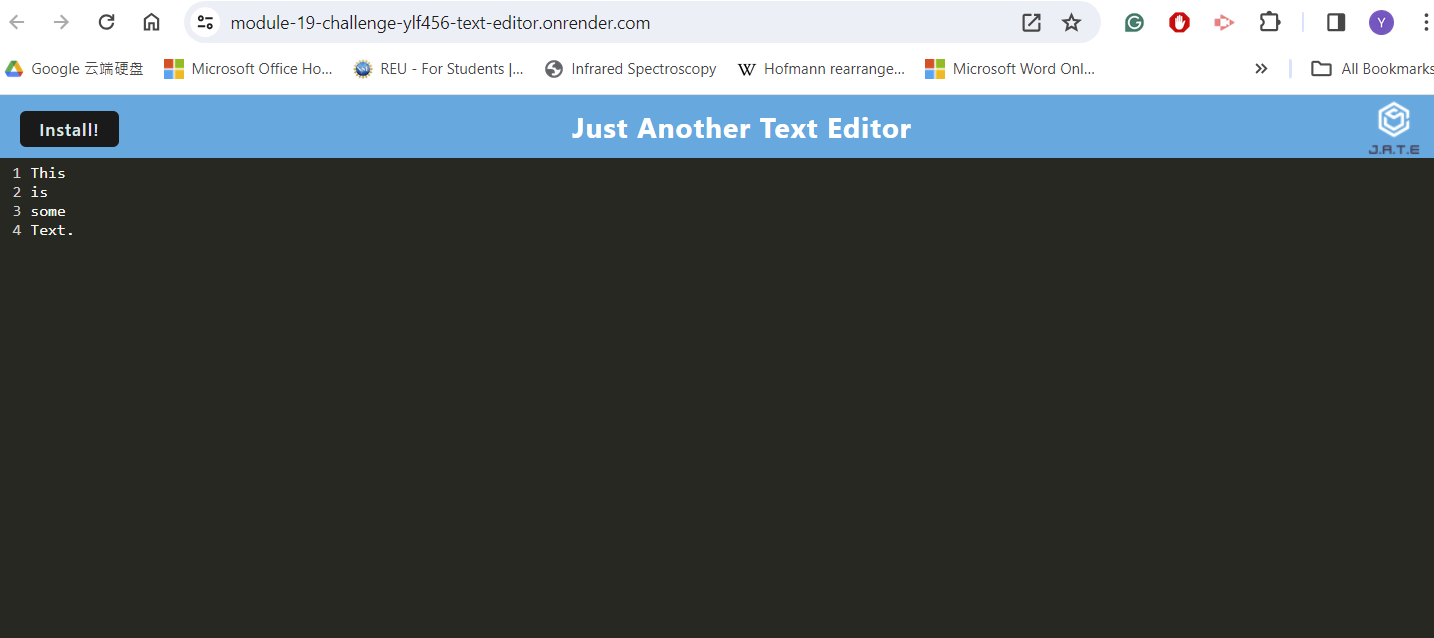 module-19-challenge-ylf456-text-editor.onrender.com
Y
Google 云端硬盘 Microsoft Office Ho... REU - For Students |... Infrared Spectroscopy W Hofmann rearrange... Microsoft Word Onl... » All Bookmarks
Install! Just Another Text Editor J.A.T.E
1 This
2 is
3 some
4 Text.